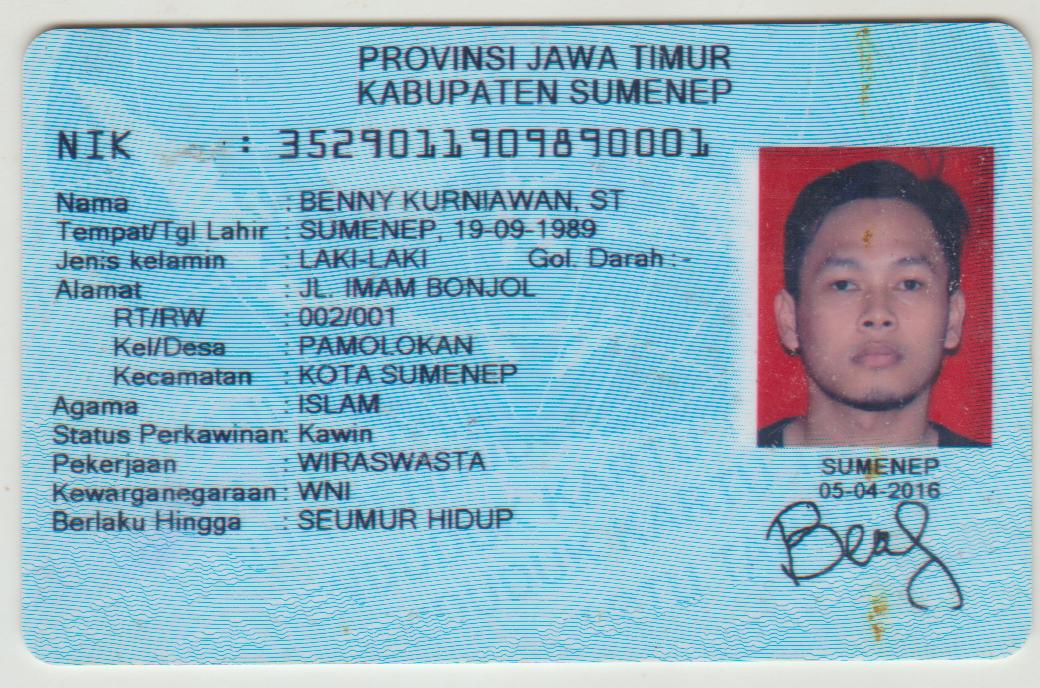 PROVINSI JAWA TIMUR
KABUPATEN SUMENEP
NIK : 3529011909890001
Nama : BENNY KURNIAWAN, ST
Tempat/Tgl Lahir : SUMENEP, 19-09-1989
Jenis kelamin : LAKI-LAKI Gol. Darah : -
Alamat : JL. IMAM BONJOL
RT/RW : 002/001
Kel/Desa : PAMOLOKAN
Kecamatan : KOTA SUMENEP
Agama : ISLAM
Status Perkawinan: Kawin
Pekerjaan : WIRASWASTA
Kewarganegaraan : WNI
Berlaku Hingga : SEUMUR HIDUP
SUMENEP
05-04-2016